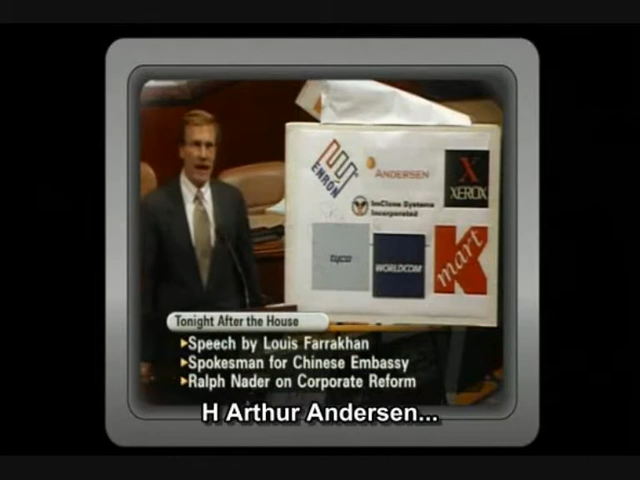 ENRON
ANDERSEN
X
XEROX
ImClone Systems
Incorporated
tyco
WORLDCOM
K
mart
Tonight After the House
▸Speech by Louis Farrakhan
▸Spokesman for Chinese Embassy
▸Ralph Nader on Corporate Reform
H Arthur Andersen...